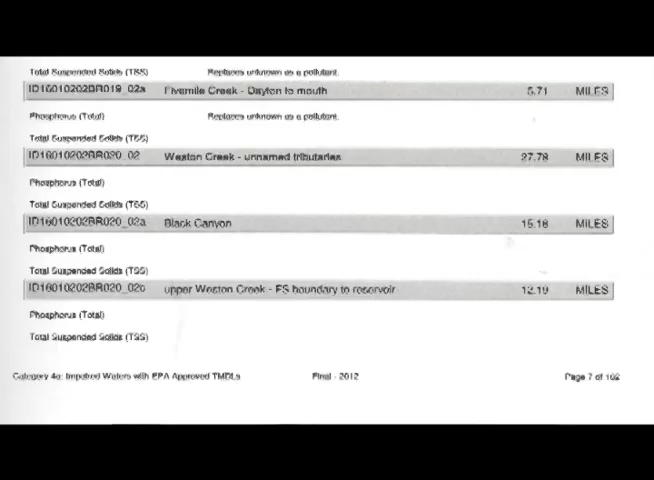 Total Suspended Solids (TSS) Replaces unknown as a pollutant.
ID16010202BR019_02a Fivemile Creek - Dayton to mouth 5.71 MILES
Phosphorus (Total) Replaces unknown as a pollutant.
Total Suspended Solids (TSS)
ID16010202BR020_02 Weston Creek - unnamed tributaries 27.78 MILES
Phosphorus (Total)
Total Suspended Solids (TSS)
ID16010202BR020_02a Black Canyon 15.18 MILES
Phosphorus (Total)
Total Suspended Solids (TSS)
upper Weston Creek - FS boundary to reservoir 12.19 MILES
Phosphorus (Total)
Total Suspended Solids (TSS)
Category 4a: Impaired Waters with EPA Approved TMDLs Final - 2012 Page 7 of 102